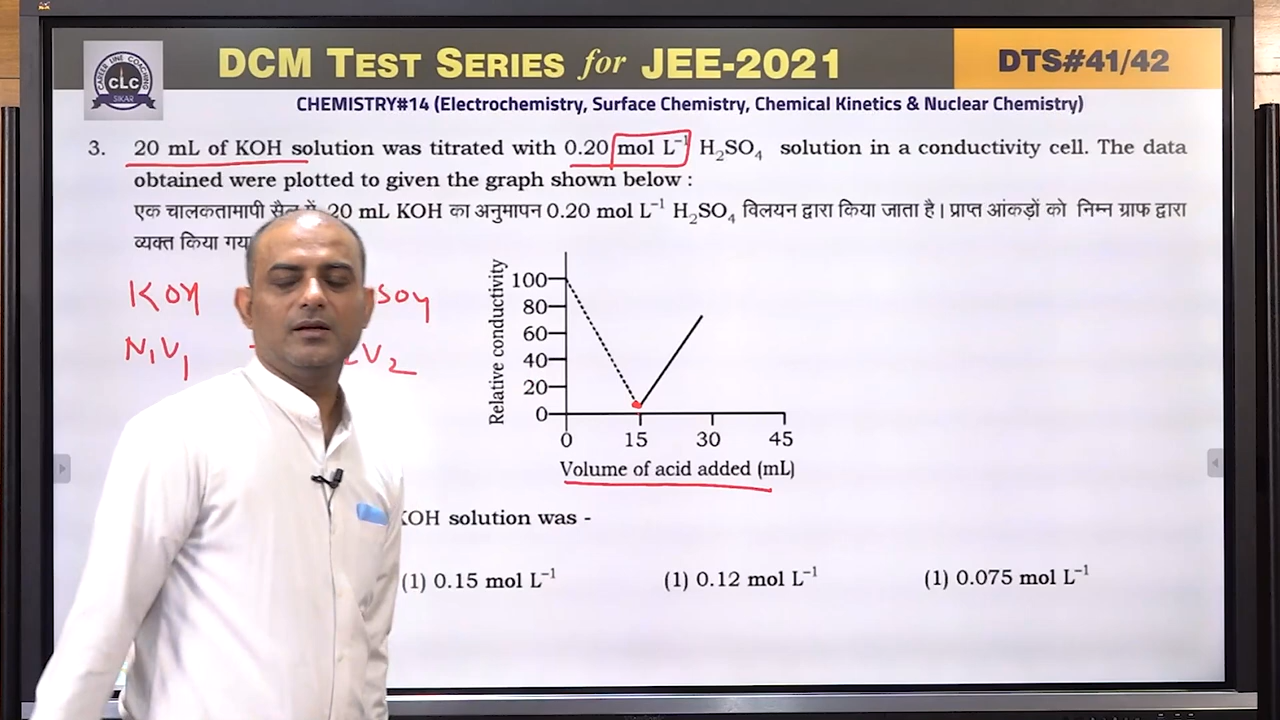 CAREER LINE COACHING
CLC
SIKAR
DCM TEST SERIES for JEE-2021
DTS#41/42
CHEMISTRY#14 (Electrochemistry, Surface Chemistry, Chemical Kinetics & Nuclear Chemistry)
3. 20 mL of KOH solution was titrated with 0.20 mol L⁻¹ H₂SO₄ solution in a conductivity cell. The data
obtained were plotted to given the graph shown below :
एक चालकतामापी सैल में 20 mL KOH का अनुमापन 0.20 mol L⁻¹ H₂SO₄ विलयन द्वारा किया जाता है। प्राप्त आंकड़ों को निम्न ग्राफ द्वारा
व्यक्त किया गय
KOH SO4
N₁V₁ V₂
Relative conductivity
100
80
60
40
20
0
0 15 30 45
Volume of acid added (mL)
KOH solution was -
(1) 0.15 mol L⁻¹ (1) 0.12 mol L⁻¹ (1) 0.075 mol L⁻¹